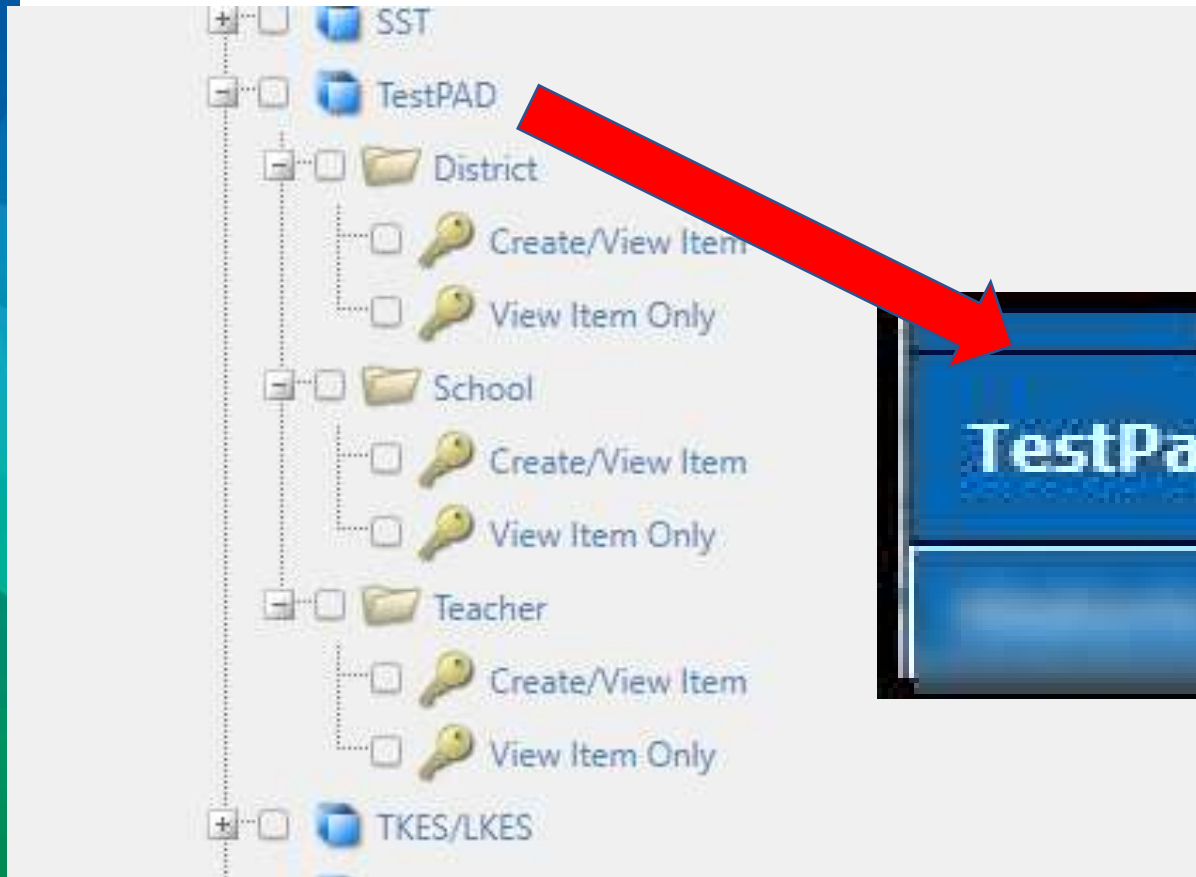 SST
TestPAD
District
Create/View Item
View Item Only
School
Create/View Item
View Item Only
Teacher
Create/View Item
View Item Only
TKES/LKES
TestPa